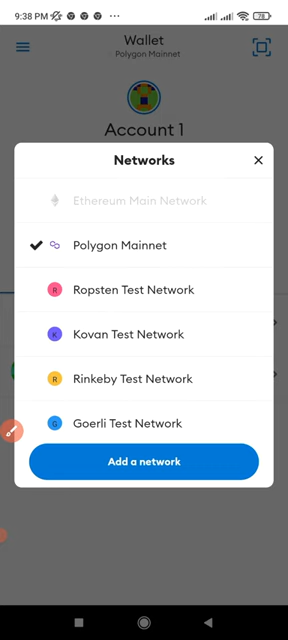 9:38 PM
78
Wallet
Polygon Mainnet
Account 1
Networks
Ethereum Main Network
Polygon Mainnet
R Ropsten Test Network
K Kovan Test Network
R Rinkeby Test Network
G Goerli Test Network
Add a network